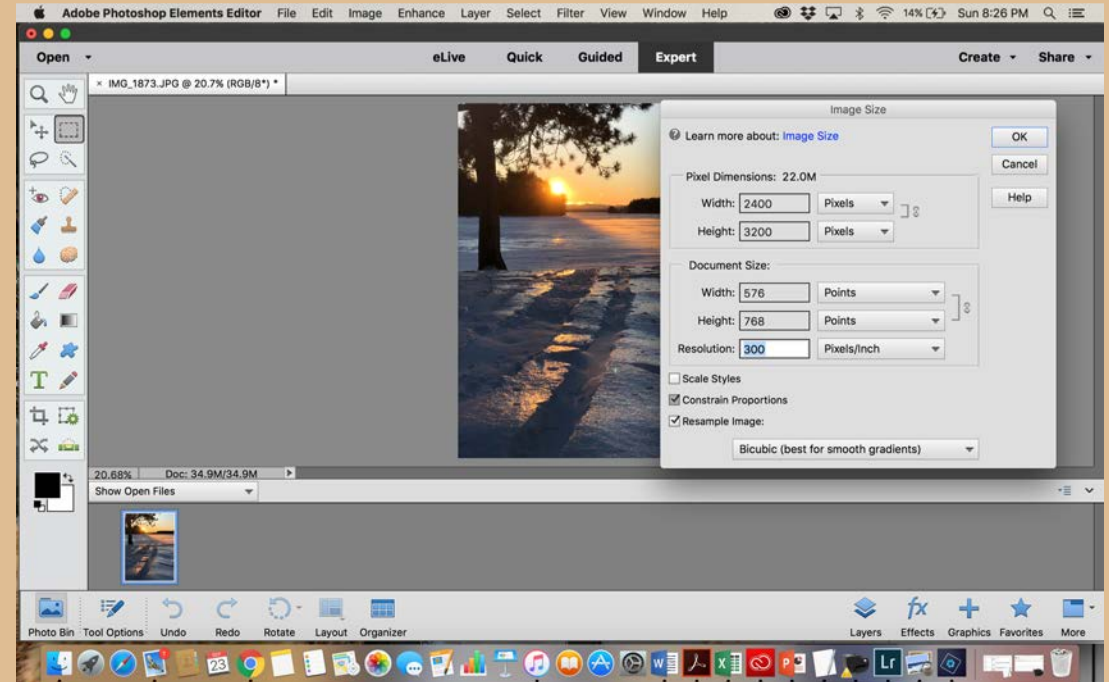 Adobe Photoshop Elements Editor File Edit Image Enhance Layer Select Filter View Window Help 14% Sun 8:26 PM
Open eLive Quick Guided Expert Create Share
× IMG_1873.JPG @ 20.7% (RGB/8*) *
Image Size
Learn more about: Image Size
OK
Cancel
Help
Pixel Dimensions: 22.0M
Width: 2400 Pixels
Height: 3200 Pixels
Document Size:
Width: 576 Points
Height: 768 Points
Resolution: 300 Pixels/Inch
Scale Styles
Constrain Proportions
Resample Image:
Bicubic (best for smooth gradients)
T
20.68% Doc: 34.9M/34.9M
Show Open Files
Photo Bin Tool Options Undo Redo Rotate Layout Organizer
fx
Layers Effects Graphics Favorites More
23
Lr